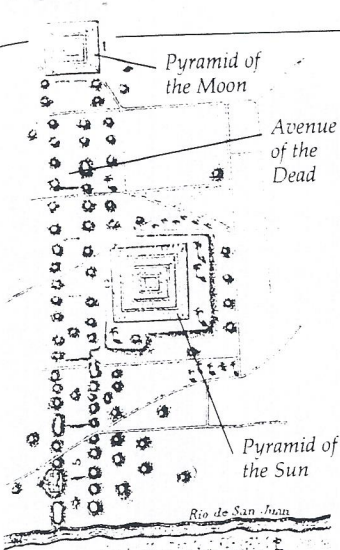 Pyramid of
the Moon
Avenue
of the
Dead
Pyramid of
the Sun
Rio de San Juan